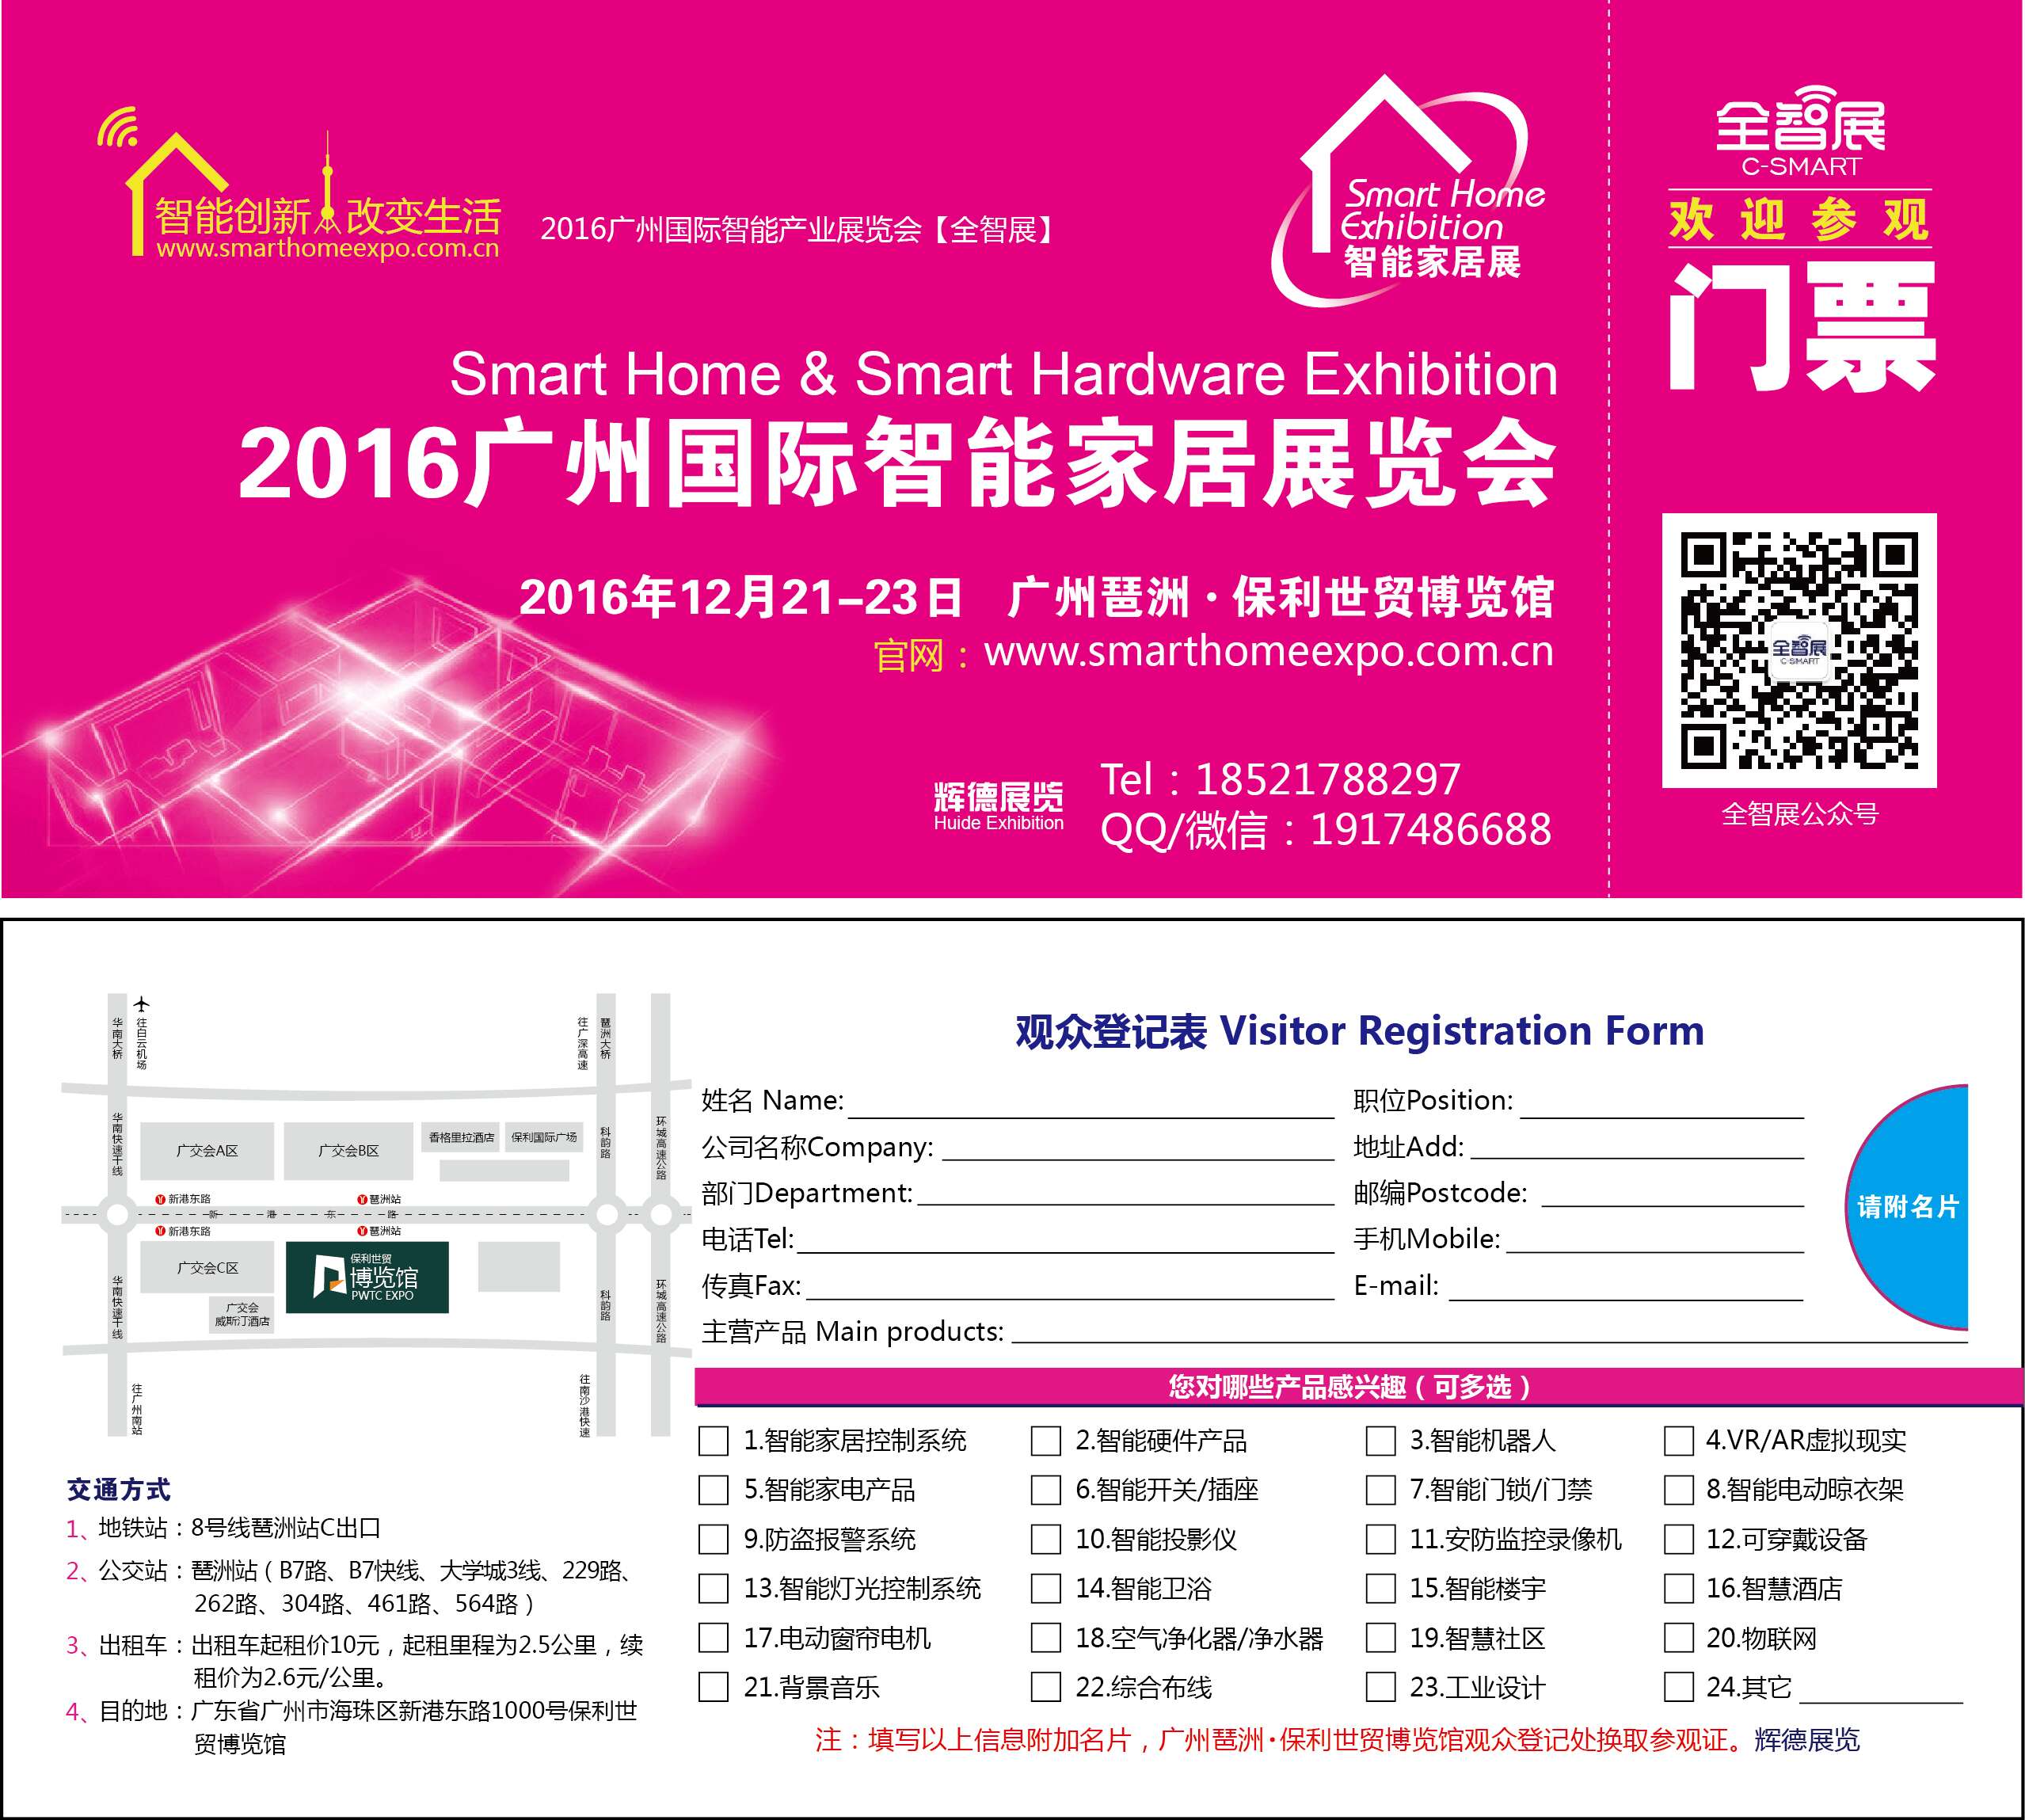 智能创新 改变生活
www.smarthomeexpo.com.cn
2016广州国际智能产业展览会【全智展】
Smart Home
Exhibition
智能家居展
Smart Home & Smart Hardware Exhibition
2016广州国际智能家居展览会
2016年12月21-23日 广州琶洲·保利世贸博览馆
官网：www.smarthomeexpo.com.cn
辉德展览
Huide Exhibition
Tel：18521788297
QQ/微信：1917486688
全智展
C-SMART
欢迎参观
门票
全智展
C-SMART
全智展公众号
华南大桥
往白云机场
往广深高速
琶洲大桥
华南快速干线
广交会A区
广交会B区
香格里拉酒店
保利国际广场
科韵路
环城高速公路
新港东路
琶洲站
新港东路
新港东路
琶洲站
广交会C区
保利世贸
博览馆
PWTC EXPO
广交会
威斯汀酒店
华南快速干线
科韵路
环城高速公路
往广州南站
往南沙港快速
交通方式
1、地铁站：8号线琶洲站C出口
2、公交站：琶洲站（B7路、B7快线、大学城3线、229路、
262路、304路、461路、564路）
3、出租车：出租车起租价10元，起租里程为2.5公里，续
租价为2.6元/公里。
4、目的地：广东省广州市海珠区新港东路1000号保利世
贸博览馆
观众登记表 Visitor Registration Form
姓名 Name: 职位Position:
公司名称Company: 地址Add:
部门Department: 邮编Postcode:
电话Tel: 手机Mobile:
传真Fax: E-mail:
主营产品 Main products:
请附名片
您对哪些产品感兴趣（可多选）
1.智能家居控制系统 2.智能硬件产品 3.智能机器人 4.VR/AR虚拟现实
5.智能家电产品 6.智能开关/插座 7.智能门锁/门禁 8.智能电动晾衣架
9.防盗报警系统 10.智能投影仪 11.安防监控录像机 12.可穿戴设备
13.智能灯光控制系统 14.智能卫浴 15.智能楼宇 16.智慧酒店
17.电动窗帘电机 18.空气净化器/净水器 19.智慧社区 20.物联网
21.背景音乐 22.综合布线 23.工业设计 24.其它
注：填写以上信息附加名片，广州琶洲·保利世贸博览馆观众登记处换取参观证。辉德展览